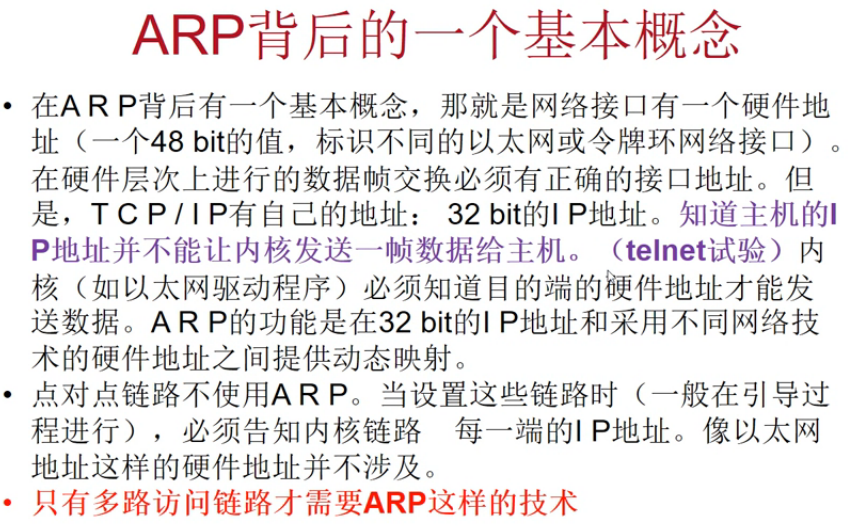 ARP背后的一个基本概念
• 在A R P背后有一个基本概念，那就是网络接口有一个硬件地
址（一个48 bit的值，标识不同的以太网或令牌环网络接口）。
在硬件层次上进行的数据帧交换必须有正确的接口地址。但
是，T C P / I P有自己的地址： 32 bit的I P地址。知道主机的I
P地址并不能让内核发送一帧数据给主机。（telnet试验）内
核（如以太网驱动程序）必须知道目的端的硬件地址才能发
送数据。A R P的功能是在32 bit的I P地址和采用不同网络技
术的硬件地址之间提供动态映射。
• 点对点链路不使用A R P。当设置这些链路时（一般在引导过
程进行），必须告知内核链路 每一端的I P地址。像以太网
地址这样的硬件地址并不涉及。
• 只有多路访问链路才需要ARP这样的技术